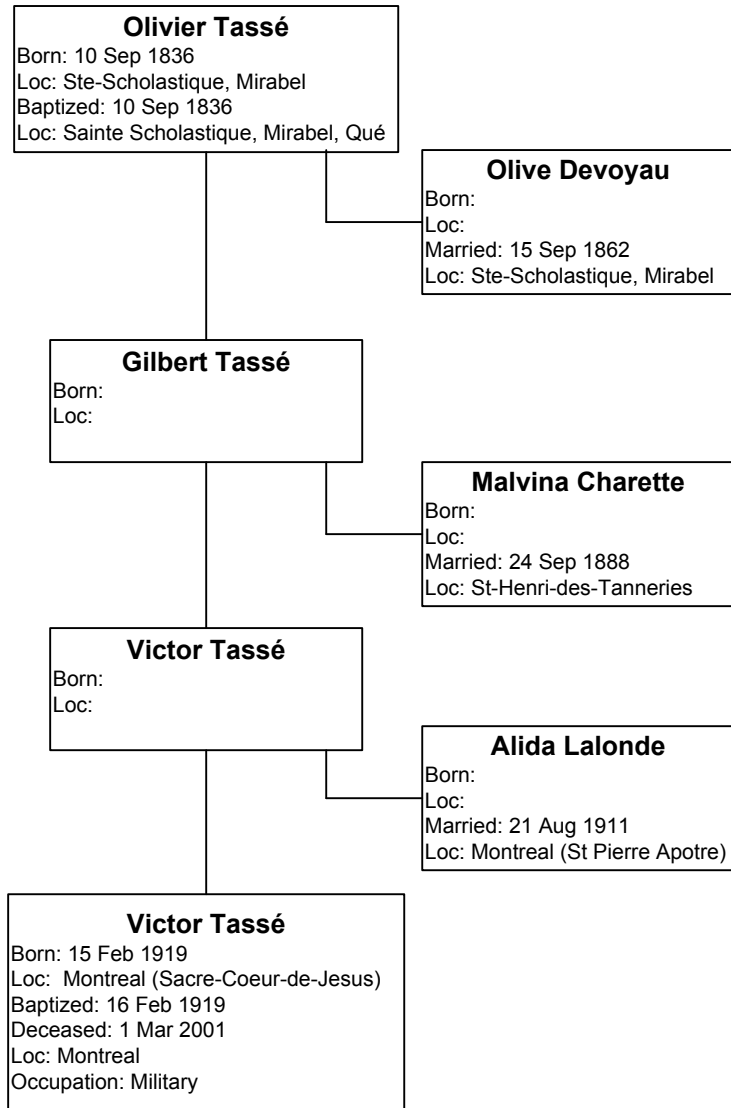 Olivier Tassé
Born: 10 Sep 1836
Loc: Ste-Scholastique, Mirabel
Baptized: 10 Sep 1836
Loc: Sainte Scholastique, Mirabel, Qué
Olive Devoyau
Born:
Loc:
Married: 15 Sep 1862
Loc: Ste-Scholastique, Mirabel
Gilbert Tassé
Born:
Loc:
Malvina Charette
Born:
Loc:
Married: 24 Sep 1888
Loc: St-Henri-des-Tanneries
Victor Tassé
Born:
Loc:
Alida Lalonde
Born:
Loc:
Married: 21 Aug 1911
Loc: Montreal (St Pierre Apotre)
Victor Tassé
Born: 15 Feb 1919
Loc:  Montreal (Sacre-Coeur-de-Jesus)
Baptized: 16 Feb 1919
Deceased: 1 Mar 2001
Loc: Montreal
Occupation: Military